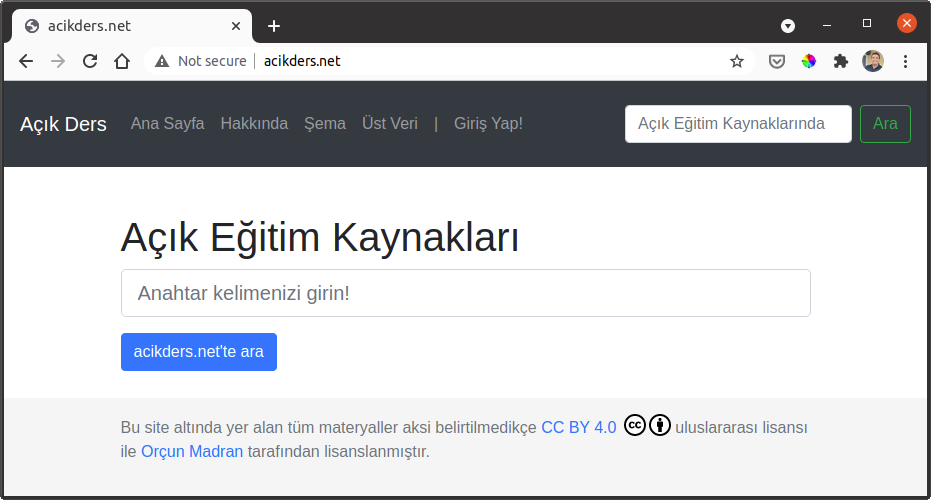 acikders.net
Not secure | acikders.net
Açık Ders Ana Sayfa Hakkında Şema Üst Veri | Giriş Yap! Açık Eğitim Kaynaklarında Ara
Açık Eğitim Kaynakları
Anahtar kelimenizi girin!
acikders.net'te ara
Bu site altında yer alan tüm materyaller aksi belirtilmedikçe CC BY 4.0 cc uluslararası lisansı
ile Orçun Madran tarafından lisanslanmıştır.